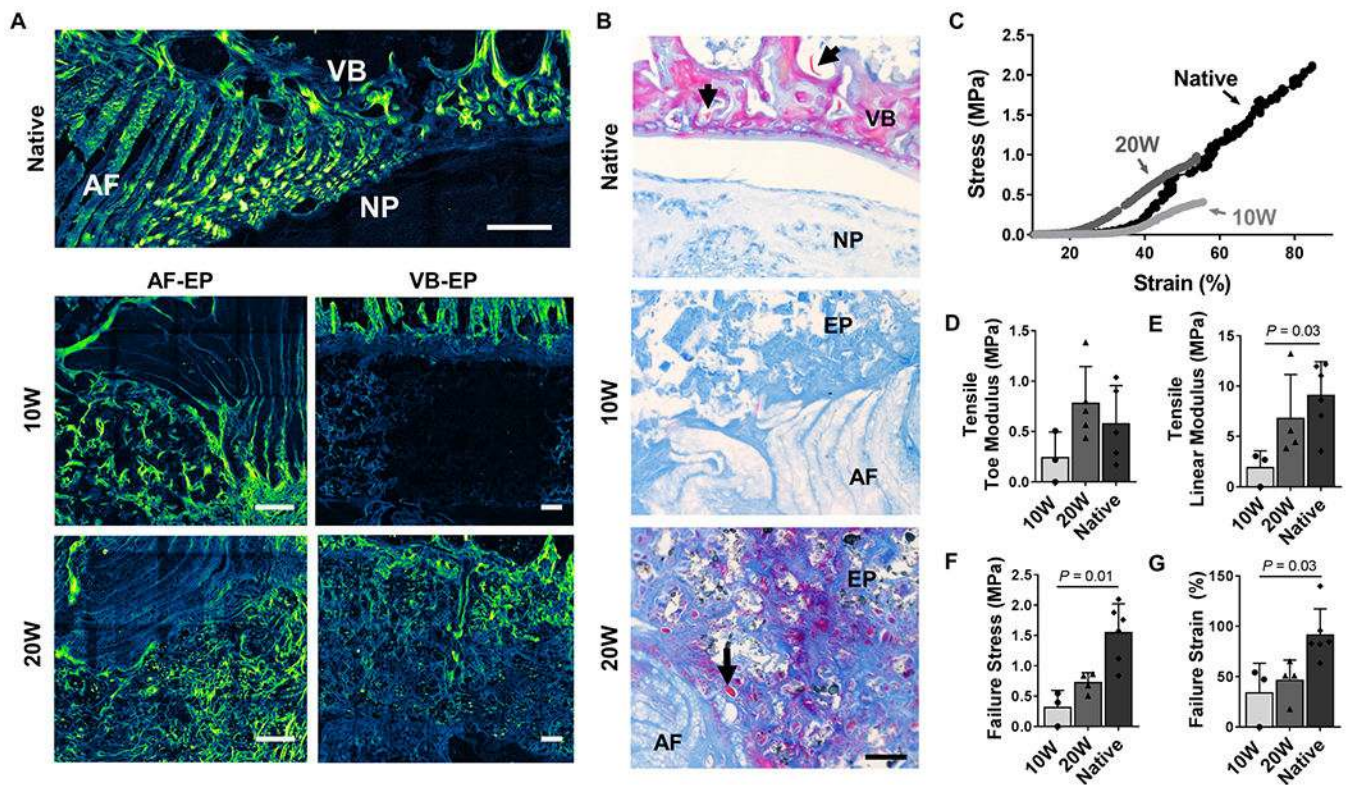 A
Native
VB
AF
NP
AF-EP
VB-EP
10W
20W
B
Native
VB
NP
10W
EP
AF
20W
EP
AF
C
Stress (MPa)
2.5
2.0
1.5
1.0
0.5
0.0
Native
20W
10W
20 40 60 80
Strain (%)
D
Tensile
Toe Modulus (MPa)
1.5
1.0
0.5
0.0
10W 20W Native
E
Tensile
Linear Modulus (MPa)
P = 0.03
15
10
5
0
10W 20W Native
F
Failure Stress (MPa)
P = 0.01
2.5
2.0
1.5
1.0
0.5
0.0
10W 20W Native
G
Failure Strain (%)
P = 0.03
150
100
50
0
10W 20W Native